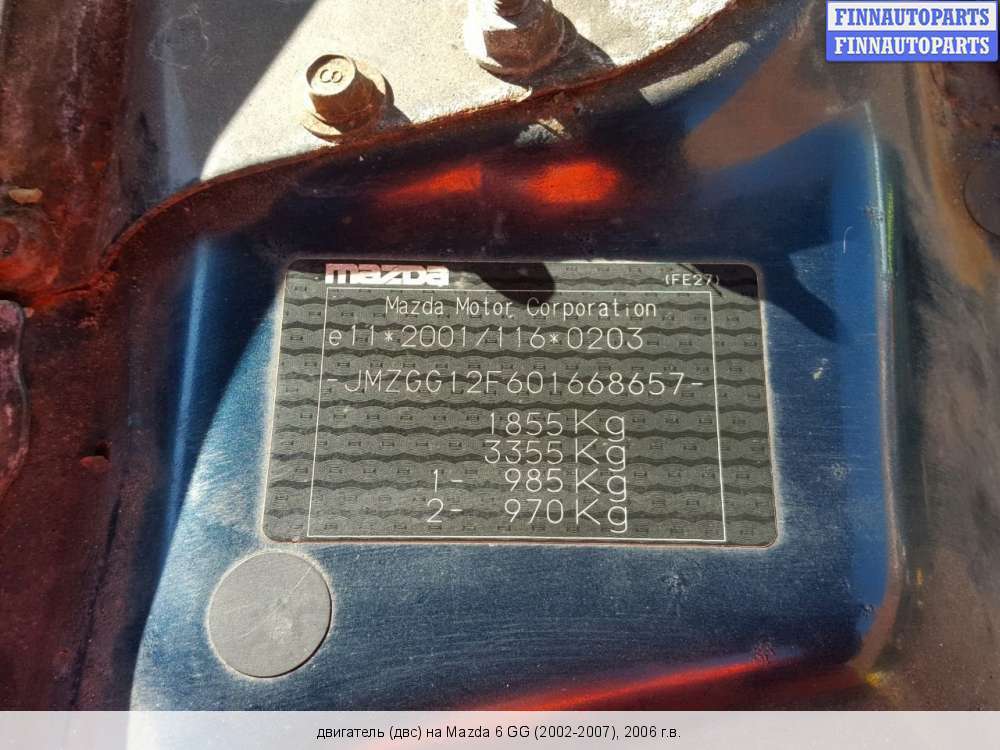 FINNAUTOPARTS
FINNAUTOPARTS
8
mazda
(FE27)
Mazda Motor Corporation
e11*2001/116*0203
-JMZGG12F601668657-
1855Kg
3355Kg
1- 985Kg
2- 970Kg
двигатель (двс) на Mazda 6 GG (2002-2007), 2006 г.в.